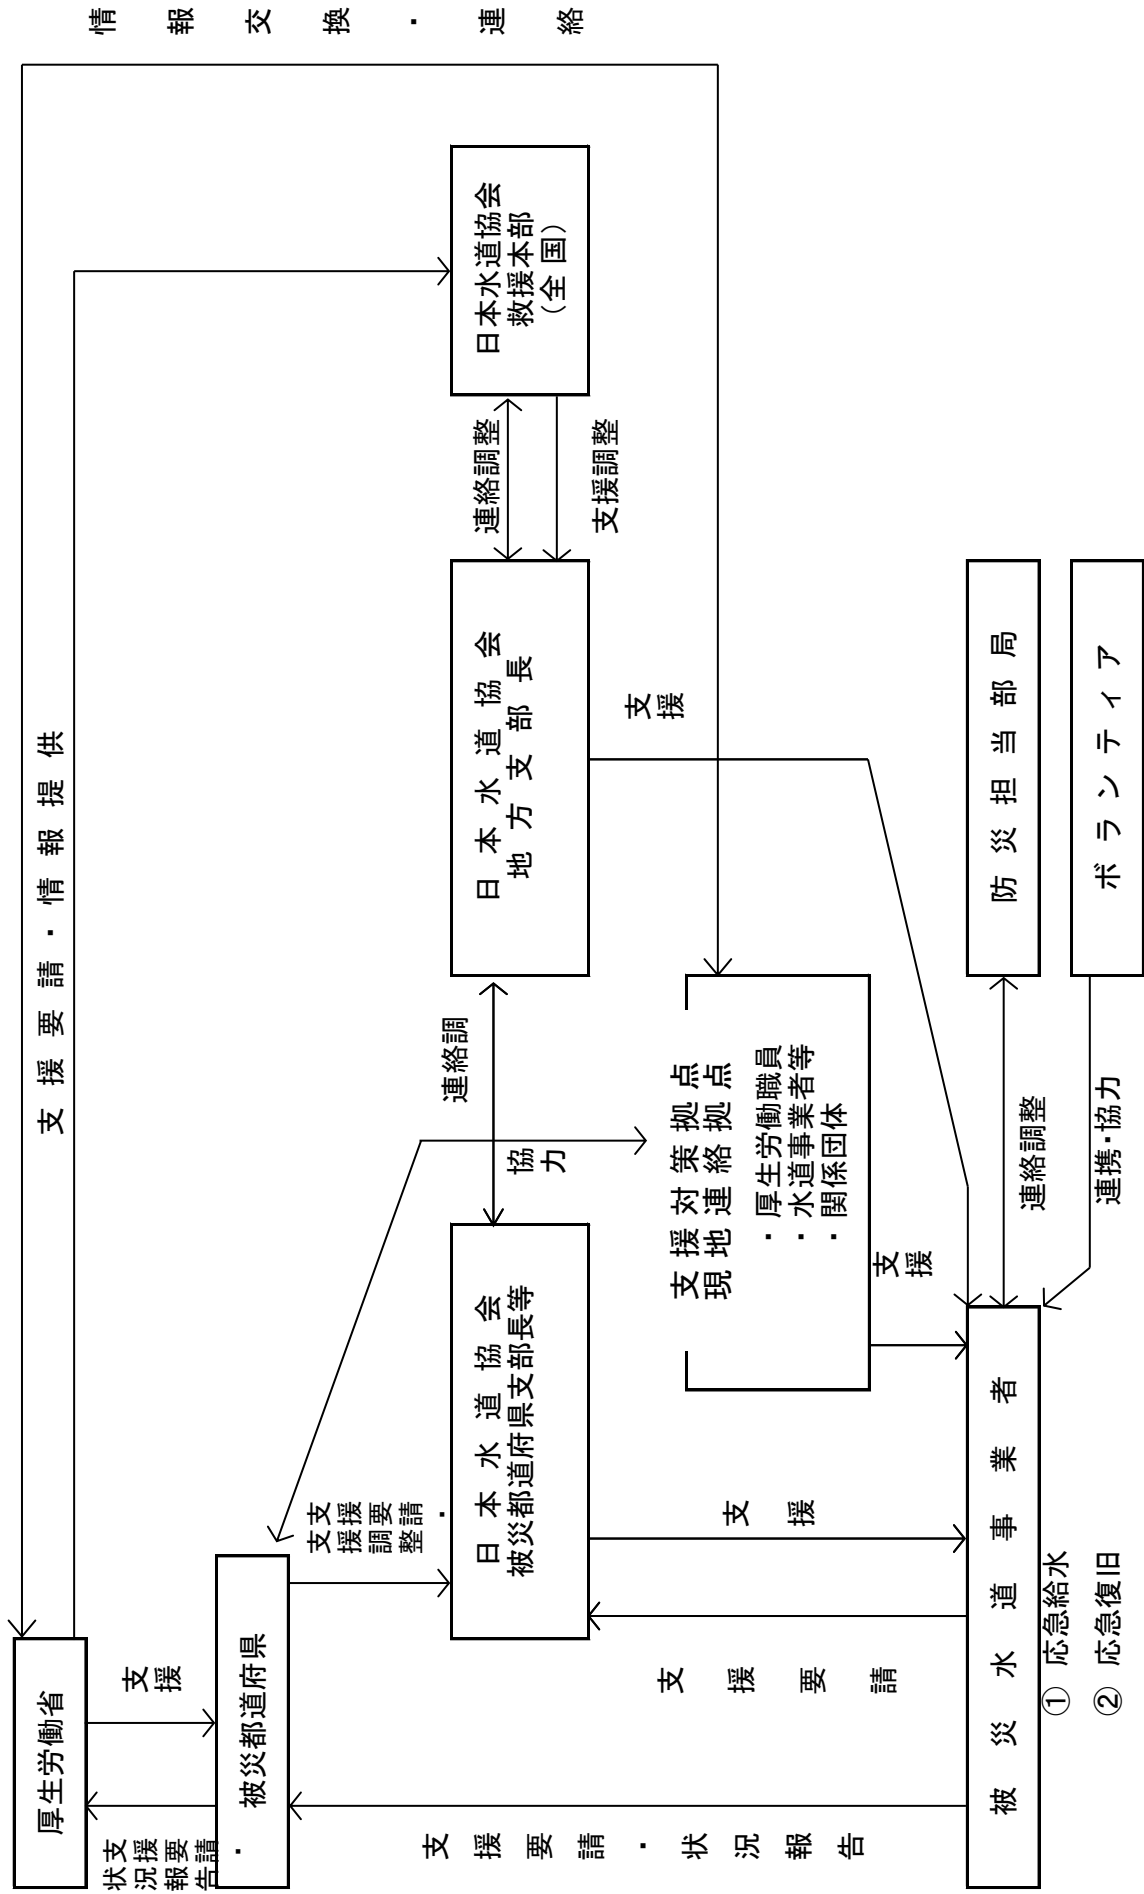 厚生労働省
支援
支援要請・
状況報告
支援要請・情報提供
情報交換・連絡
被災都道府県
支援要請・
支援調整
支援要請・状況報告
日本水道協会
被災都道府県支部長等
連絡調
協力
日本水道協会
地方支部長
連絡調整
支援調整
日本水道協会
救援本部
（全国）
支援
支援要請
支援
支援対策拠点
現地連絡拠点
・厚生労働職員
・水道事業者等
・関係団体
支援
被災水道事業者
① 応急給水
② 応急復旧
連絡調整
防災担当部局
連携・協力
ボランティア